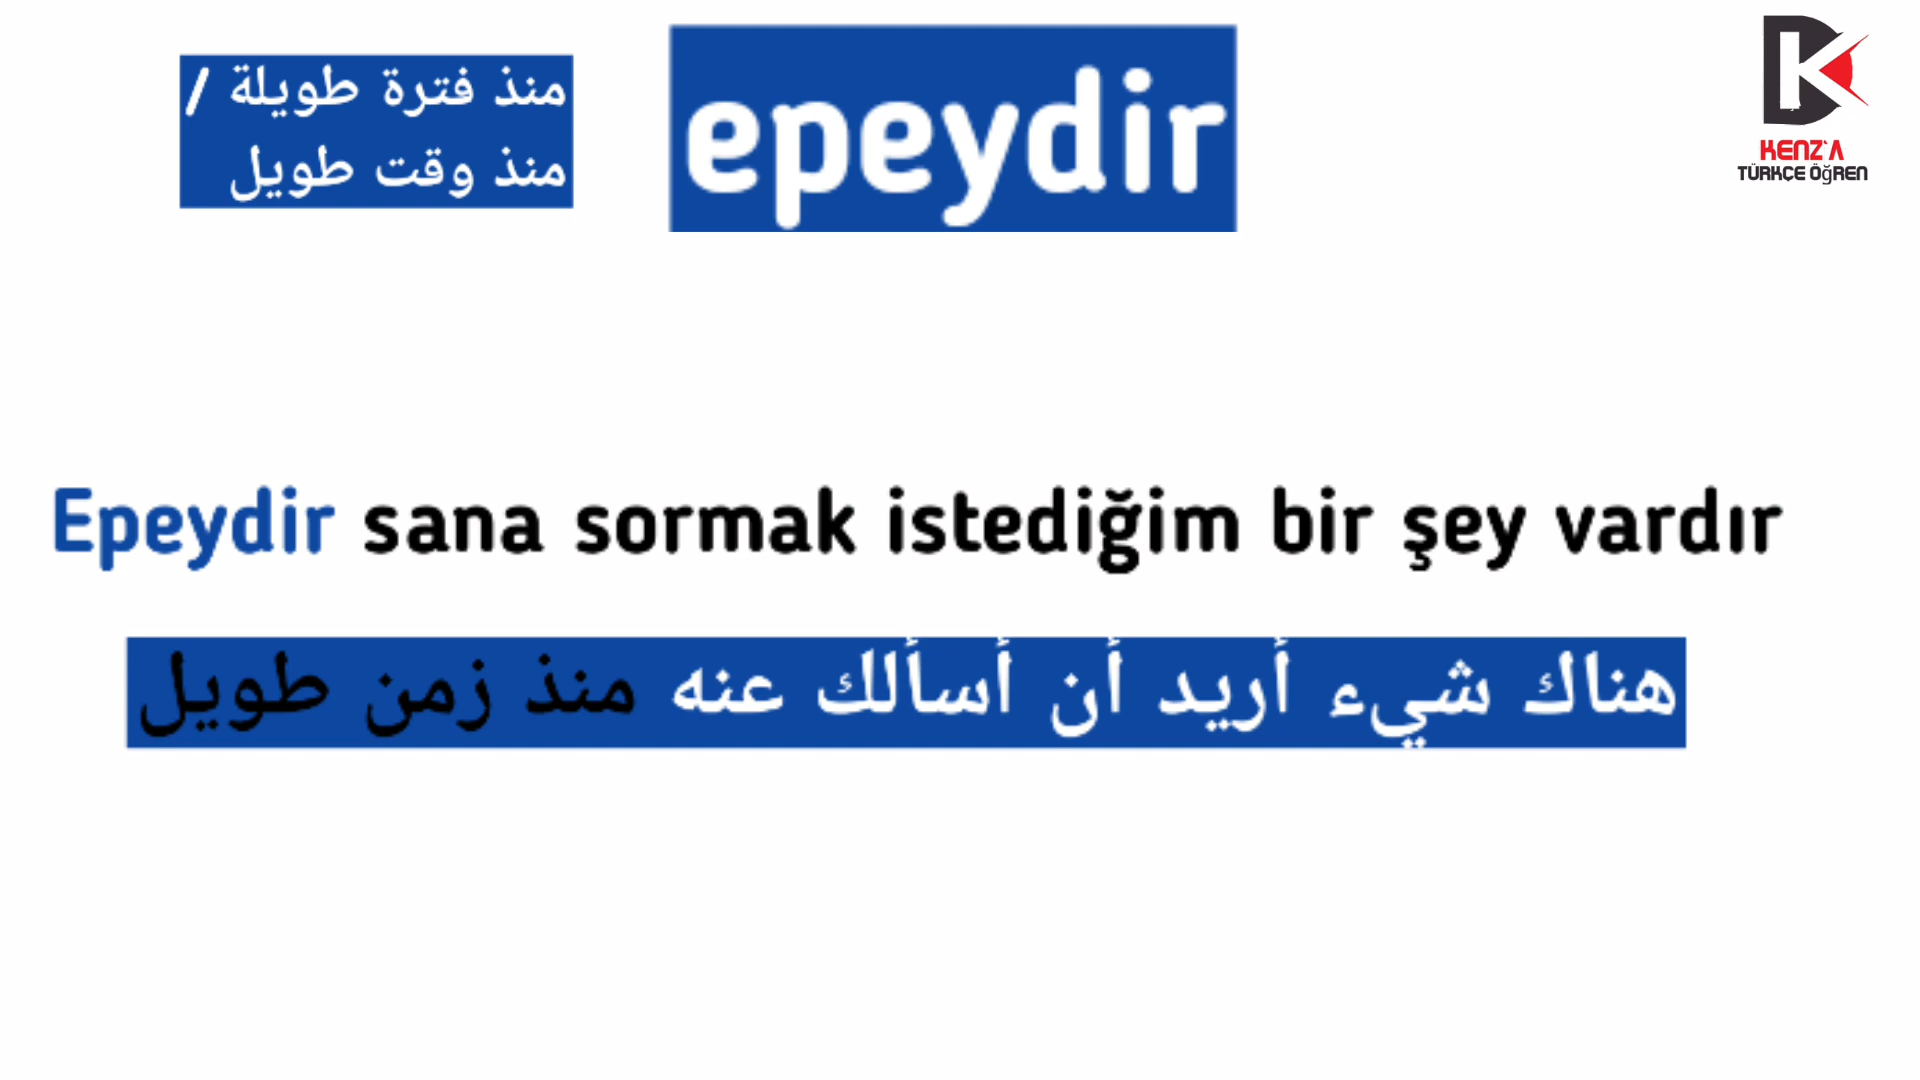 منذ فترة طويلة /
منذ وقت طويل
epeydir
KENZ'A
TÜRKÇE ÖĞREN
Epeydir sana sormak istediğim bir şey vardır
هناك شيء أريد أن أسألك عنه منذ زمن طويل